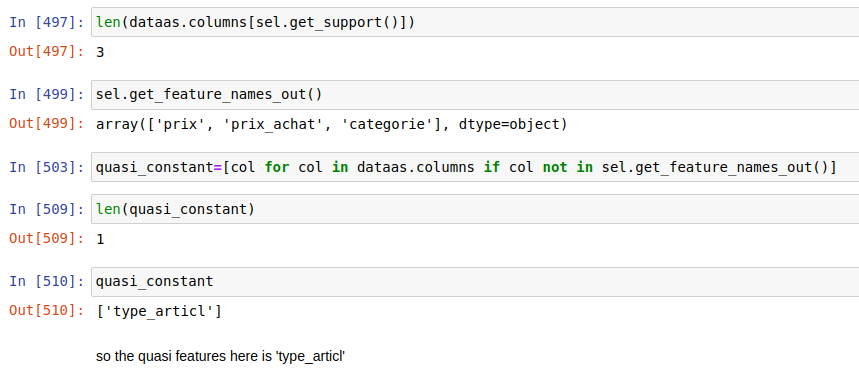 In [497]: len(dataas.columns[sel.get_support()])
Out[497]: 3
In [499]: sel.get_feature_names_out()
Out[499]: array(['prix', 'prix_achat', 'categorie'], dtype=object)
In [503]: quasi_constant=[col for col in dataas.columns if col not in sel.get_feature_names_out()]
In [509]: len(quasi_constant)
Out[509]: 1
In [510]: quasi_constant
Out[510]: ['type_articl']
so the quasi features here is 'type_articl'